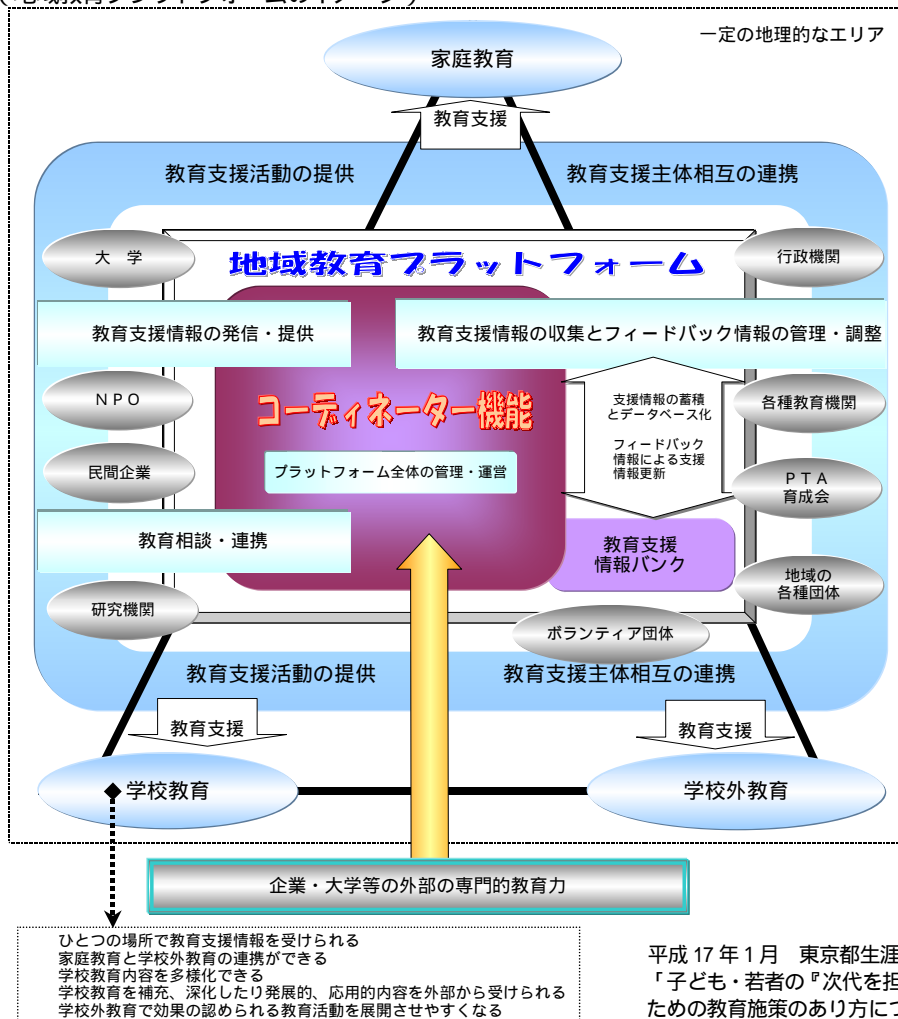 （地域教育プラットフォームのイメージ）
一定の地理的なエリア
家庭教育
教育支援
教育支援活動の提供
教育支援主体相互の連携
大　学
地域教育プラットフォーム
行政機関
教育支援情報の発信・提供
教育支援情報の収集とフィードバック情報の管理・調整
ＮＰＯ
コーディネーター機能
支援情報の蓄積
とデータベース化
フィードバック
情報による支援
情報更新
各種教育機関
民間企業
プラットフォーム全体の管理・運営
ＰＴＡ
育成会
教育相談・連携
教育支援
情報バンク
地域の
各種団体
研究機関
ボランティア団体
教育支援活動の提供
教育支援主体相互の連携
教育支援
教育支援
学校教育
学校外教育
企業・大学等の外部の専門的教育力
ひとつの場所で教育支援情報を受けられる
家庭教育と学校外教育の連携ができる
学校教育内容を多様化できる
学校教育を補充、深化したり発展的、応用的内容を外部から受けられる
学校外教育で効果の認められる教育活動を展開させやすくなる
平成 17 年１月　東京都生涯
「子ども・若者の『次代を担
ための教育施策のあり方につ